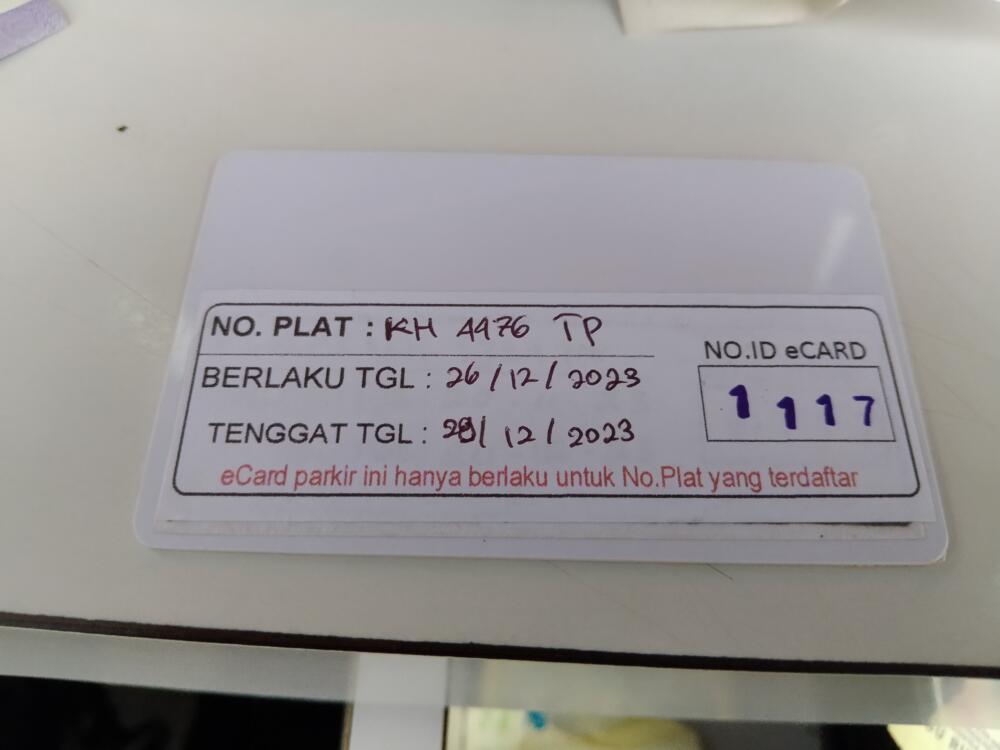 NO. PLAT : KH 4476 TP
BERLAKU TGL : 26/12/2023
TENGGAT TGL : 28/12/2023
NO.ID eCARD
1117
eCard parkir ini hanya berlaku untuk No.Plat yang terdaftar